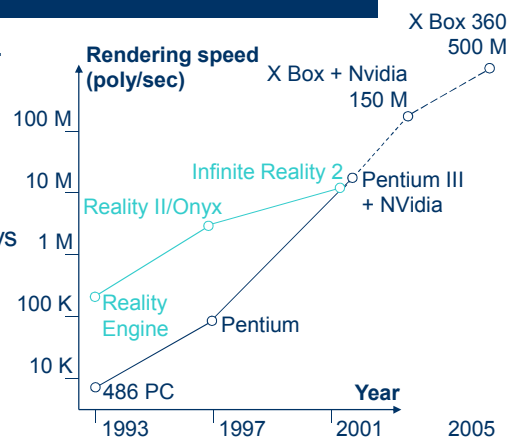 X Box 360
500 M
Rendering speed
(poly/sec)
X Box + Nvidia
150 M
100 M
Infinite Reality 2
10 M
Pentium III
+ NVidia
Reality II/Onyx
1 M
100 K
Reality
Engine
Pentium
10 K
486 PC
Year
1993
1997
2001
2005